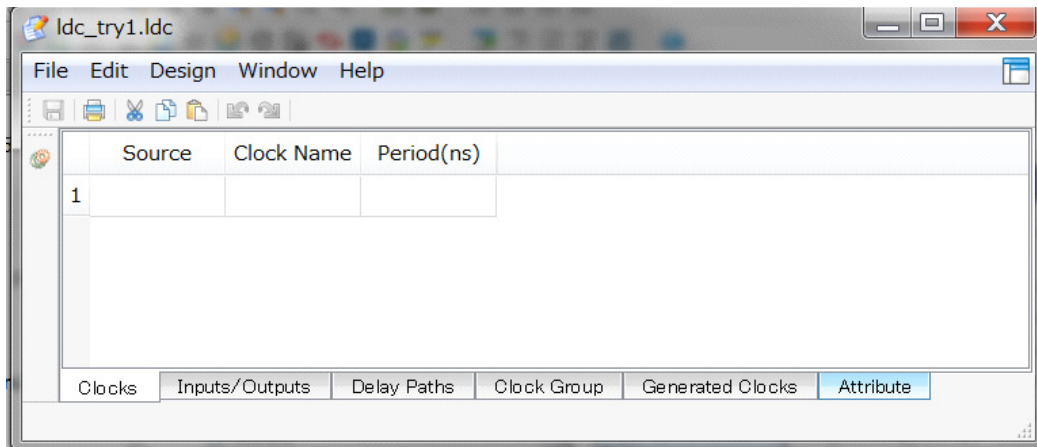 ldc_try1.ldc
File Edit Design Window Help
Source Clock Name Period(ns)
1
Clocks Inputs/Outputs Delay Paths Clock Group Generated Clocks Attribute